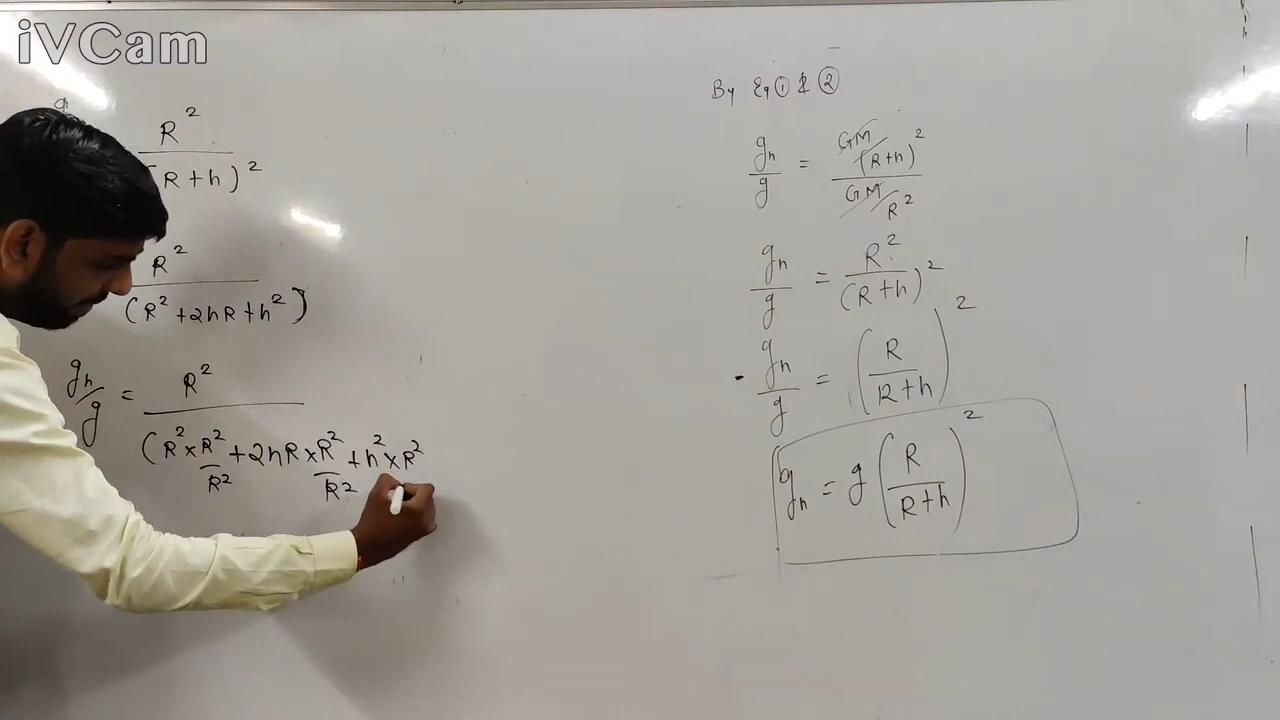 iVCam
g
R²
(R+h)²
R²
(R²+2hR+h²)
gh/g = R²
(R²×R²/R²+2hR×R²/R²+h²×R²
By Eq ① & ②
gh/g = GM/(R+h)² / GM/R²
gh/g = R²/(R+h)²
gh/g = (R/R+h)²
gh = g (R/R+h)²